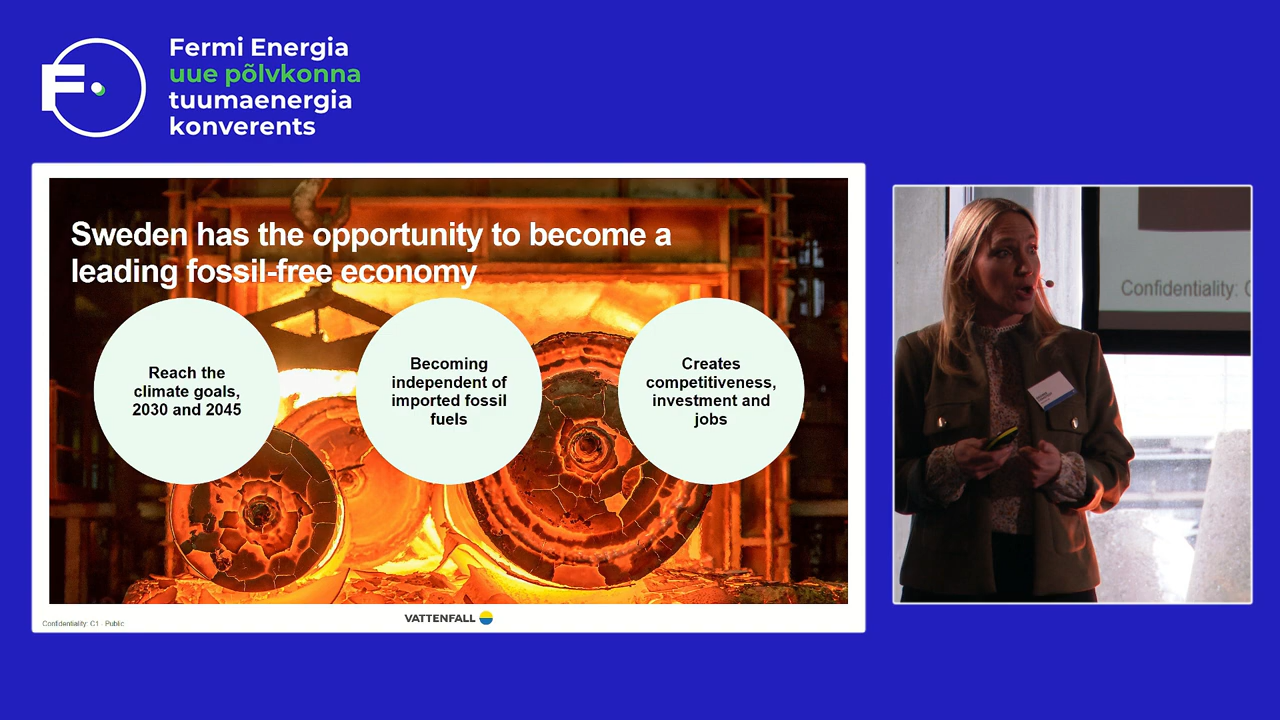 Fermi Energia
uue põlvkonna
tuumaenergia
konverents
Sweden has the opportunity to become a
leading fossil-free economy
Reach the
climate goals,
2030 and 2045
Becoming
independent of
imported fossil
fuels
Creates
competitiveness,
investment and
jobs
Confidentiality: C1 - Public
VATTENFALL
Confidentiality: C